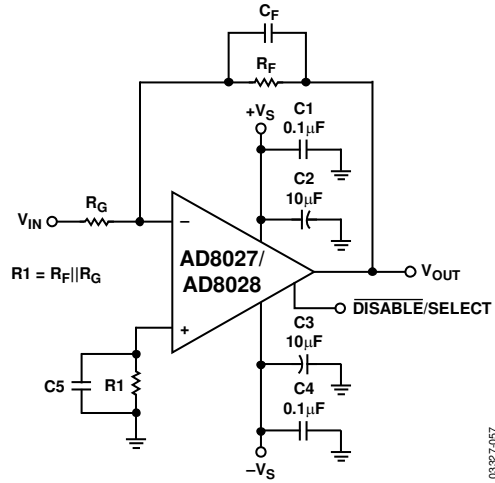 CF
RF
+VS
C1
0.1µF
C2
10µF
RG
VIN
–
AD8027/
AD8028
R1 = RF||RG
VOUT
DISABLE/SELECT
+
C3
10µF
C5
R1
C4
0.1µF
–VS
03327-057